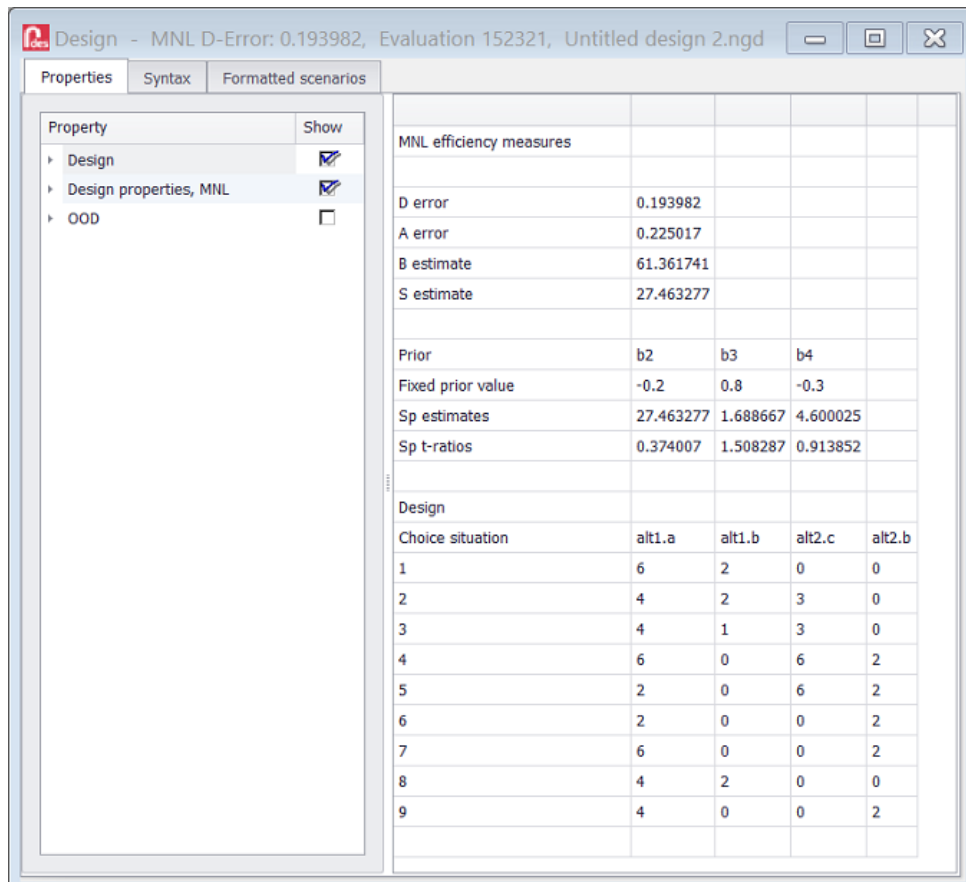 des Design - MNL D-Error: 0.193982, Evaluation 152321, Untitled design 2.ngd
Properties Syntax Formatted scenarios
Property Show
Design
Design properties, MNL
OOD
MNL efficiency measures
D error 0.193982
A error 0.225017
B estimate 61.361741
S estimate 27.463277
Prior b2 b3 b4
Fixed prior value -0.2 0.8 -0.3
Sp estimates 27.463277 1.688667 4.600025
Sp t-ratios 0.374007 1.508287 0.913852
Design
Choice situation alt1.a alt1.b alt2.c alt2.b
1 6 2 0 0
2 4 2 3 0
3 4 1 3 0
4 6 0 6 2
5 2 0 6 2
6 2 0 0 2
7 6 0 0 2
8 4 2 0 0
9 4 0 0 2